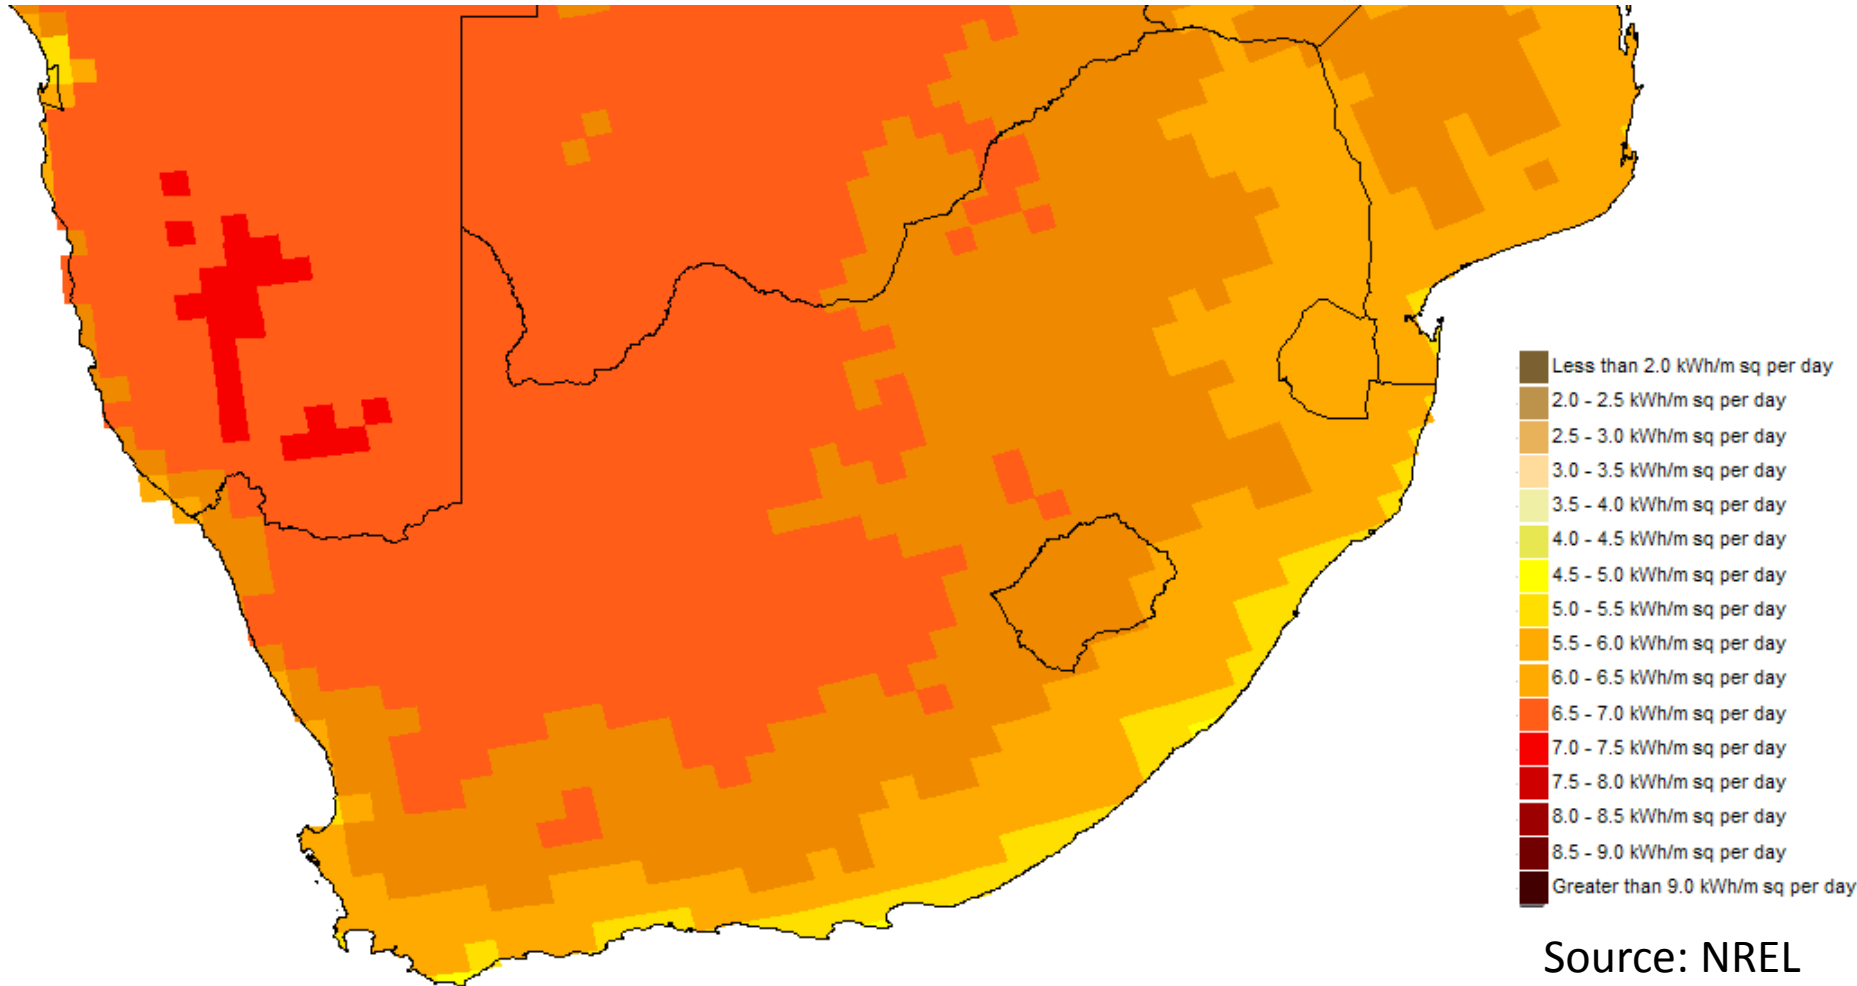 Less than 2.0 kWh/m sq per day
2.0 - 2.5 kWh/m sq per day
2.5 - 3.0 kWh/m sq per day
3.0 - 3.5 kWh/m sq per day
3.5 - 4.0 kWh/m sq per day
4.0 - 4.5 kWh/m sq per day
4.5 - 5.0 kWh/m sq per day
5.0 - 5.5 kWh/m sq per day
5.5 - 6.0 kWh/m sq per day
6.0 - 6.5 kWh/m sq per day
6.5 - 7.0 kWh/m sq per day
7.0 - 7.5 kWh/m sq per day
7.5 - 8.0 kWh/m sq per day
8.0 - 8.5 kWh/m sq per day
8.5 - 9.0 kWh/m sq per day
Greater than 9.0 kWh/m sq per day
Source: NREL